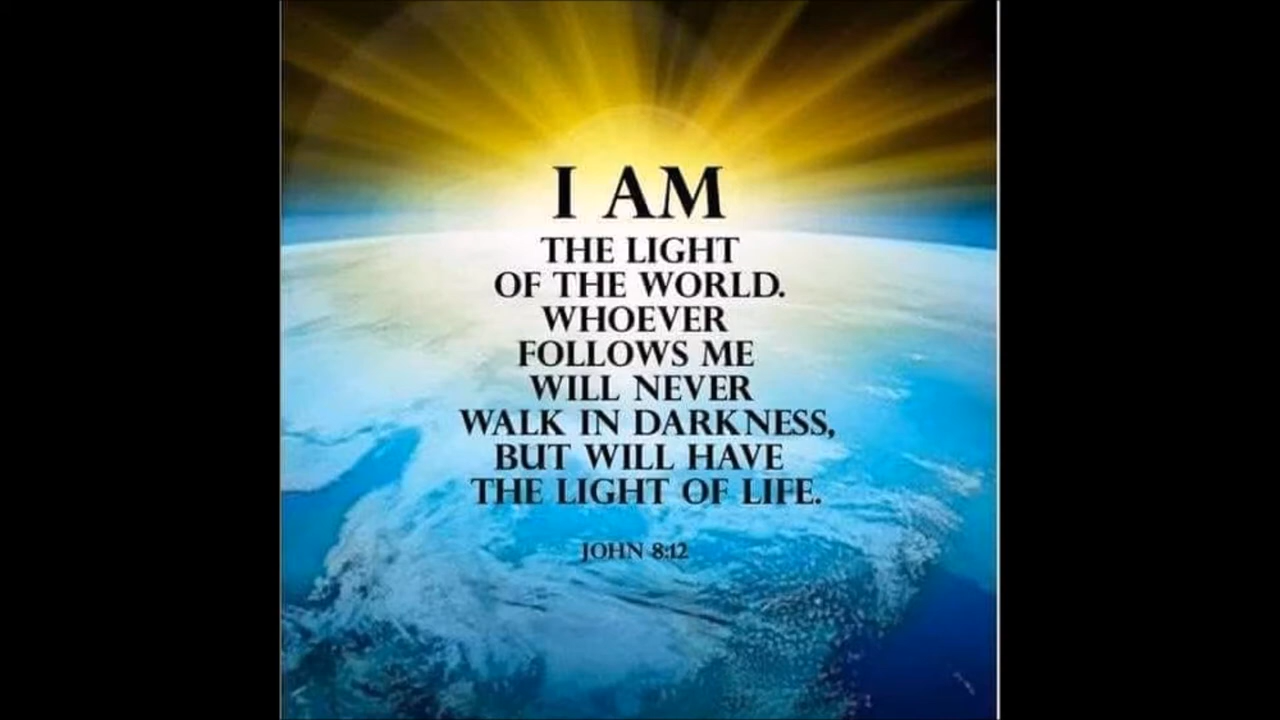 I AM
THE LIGHT
OF THE WORLD.
WHOEVER
FOLLOWS ME
WILL NEVER
WALK IN DARKNESS,
BUT WILL HAVE
THE LIGHT OF LIFE.
JOHN 8:12